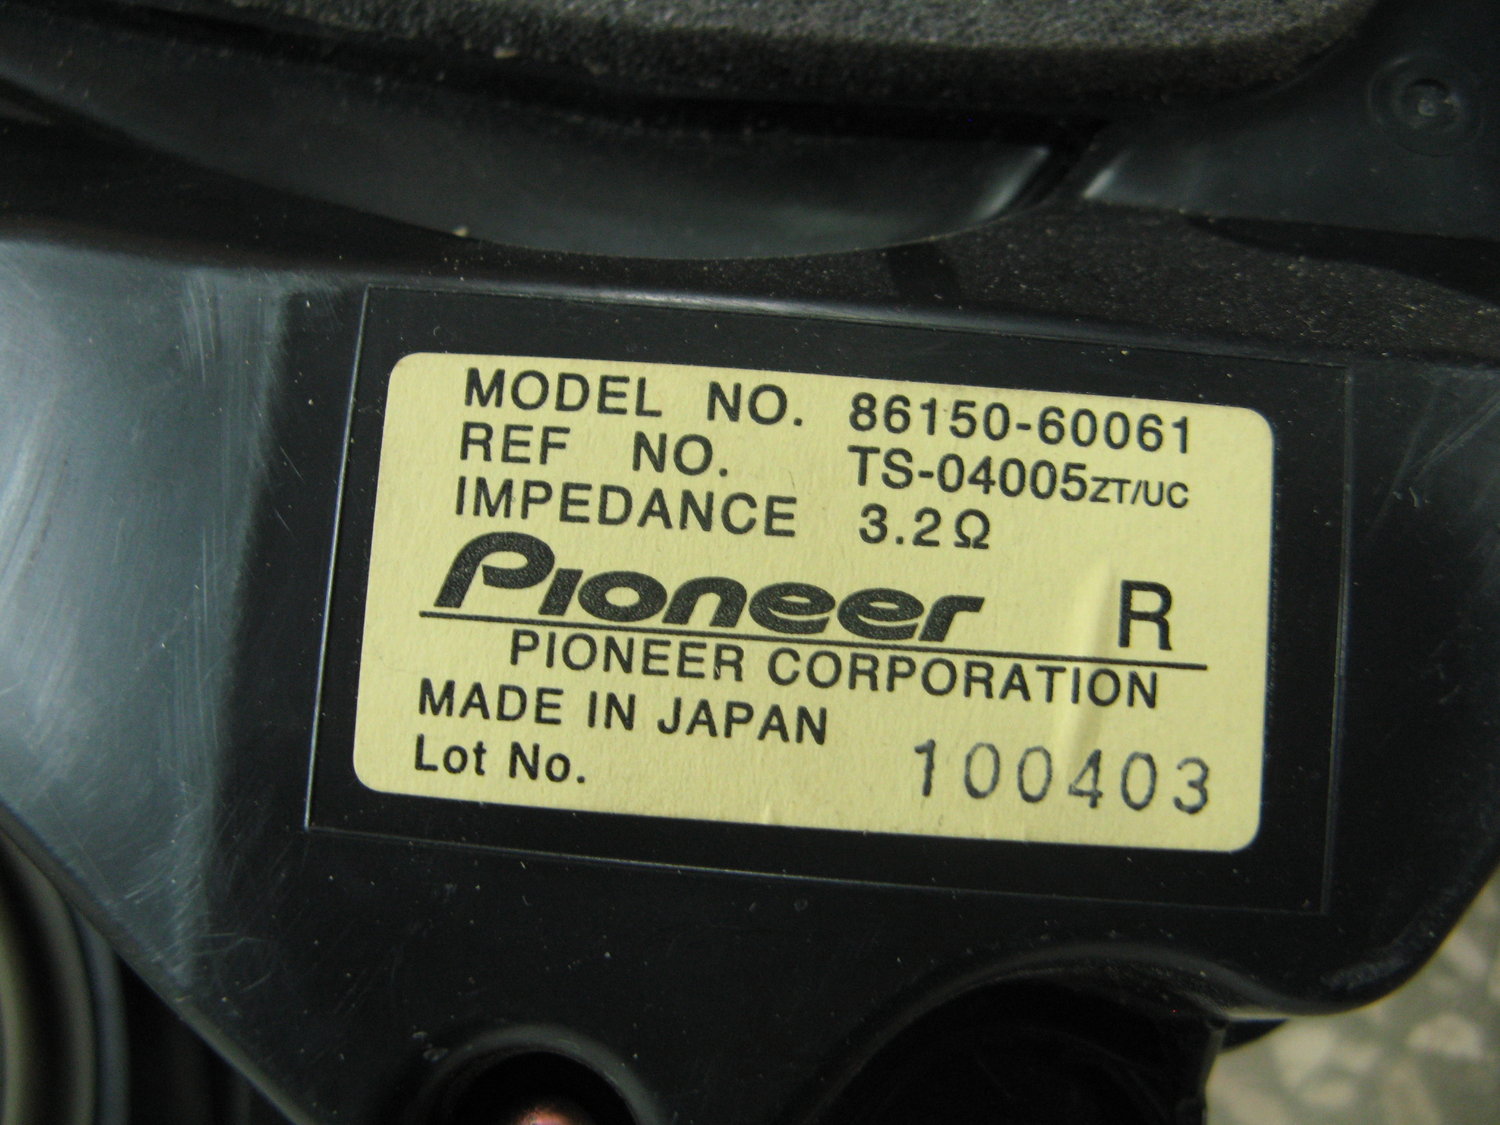 MODEL NO. 86150-60061
REF NO. TS-04005ZT/UC
IMPEDANCE 3.2Ω
Pioneer R
PIONEER CORPORATION
MADE IN JAPAN
Lot No. 100403